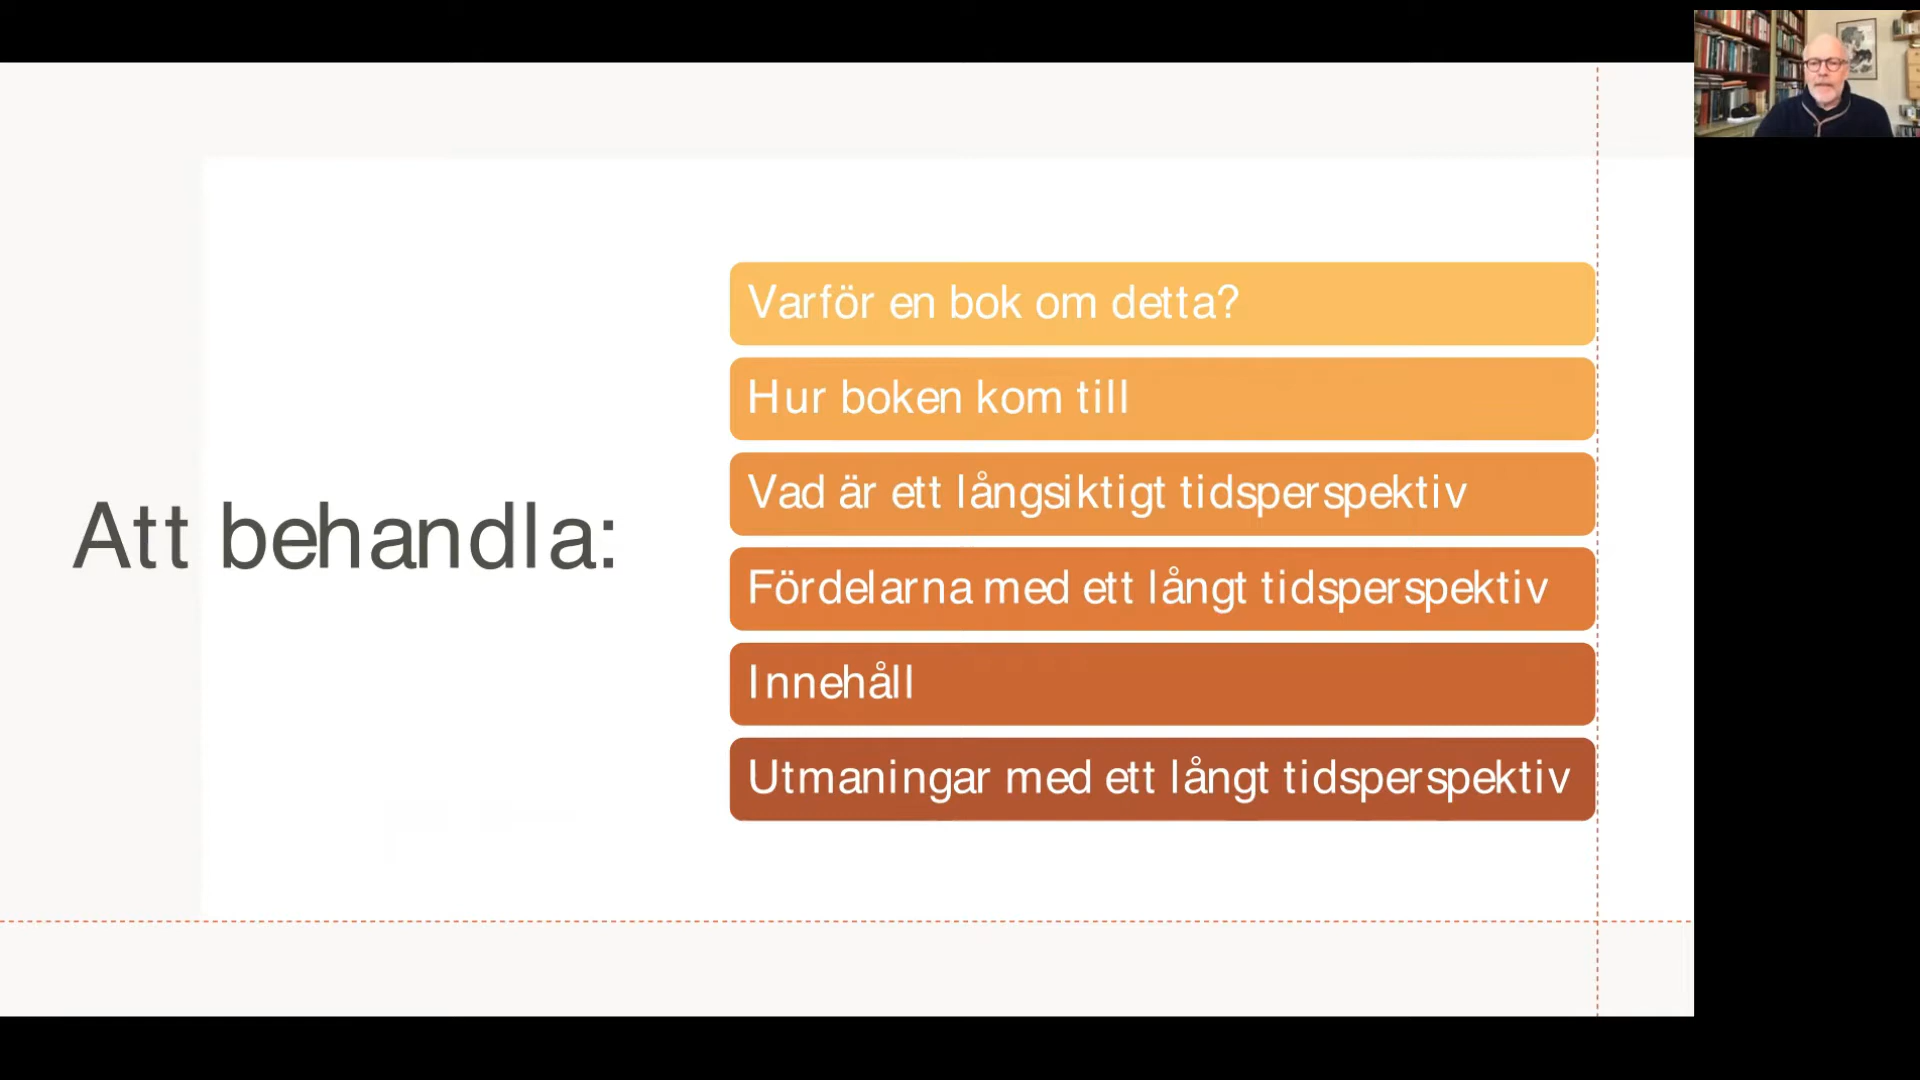 Att behandla:
Varför en bok om detta?
Hur boken kom till
Vad är ett långsiktigt tidsperspektiv
Fördelarna med ett långt tidsperspektiv
Innehåll
Utmaningar med ett långt tidsperspektiv